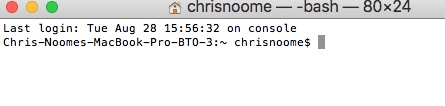 chrisnoome — -bash — 80×24
Last login: Tue Aug 28 15:56:32 on console
Chris-Noomes-MacBook-Pro-BTO-3:~ chrisnoome$